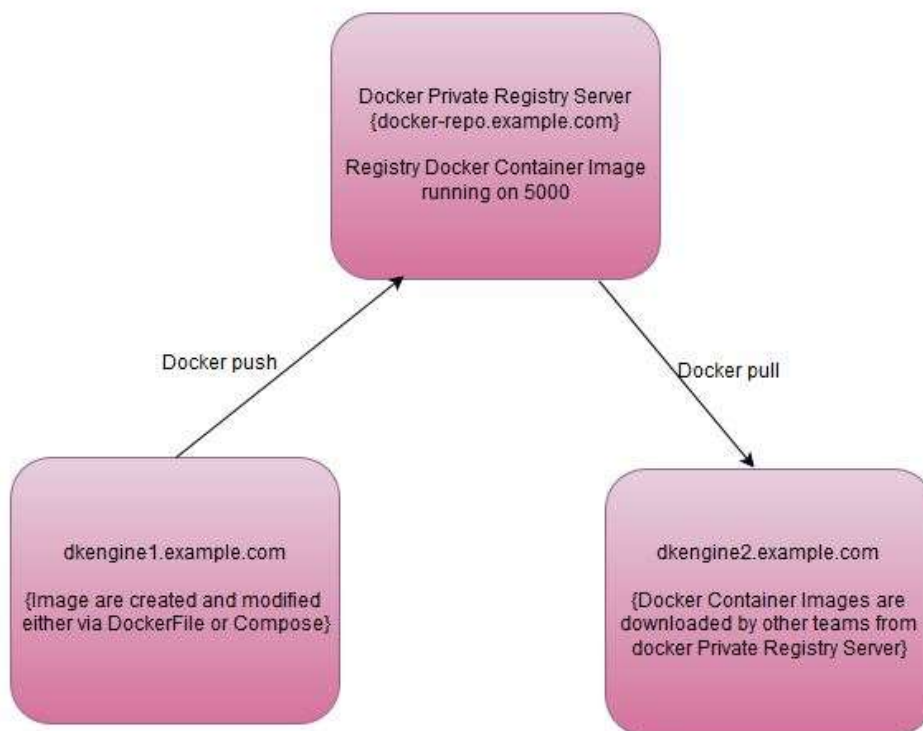 Docker Private Registry Server
{docker-repo.example.com}
Registry Docker Container Image
running on 5000
Docker push
Docker pull
dkengine1.example.com
{Image are created and modified
either via DockerFile or Compose}
dkengine2.example.com
{Docker Container Images are
downloaded by other teams from
docker Private Registry Server}